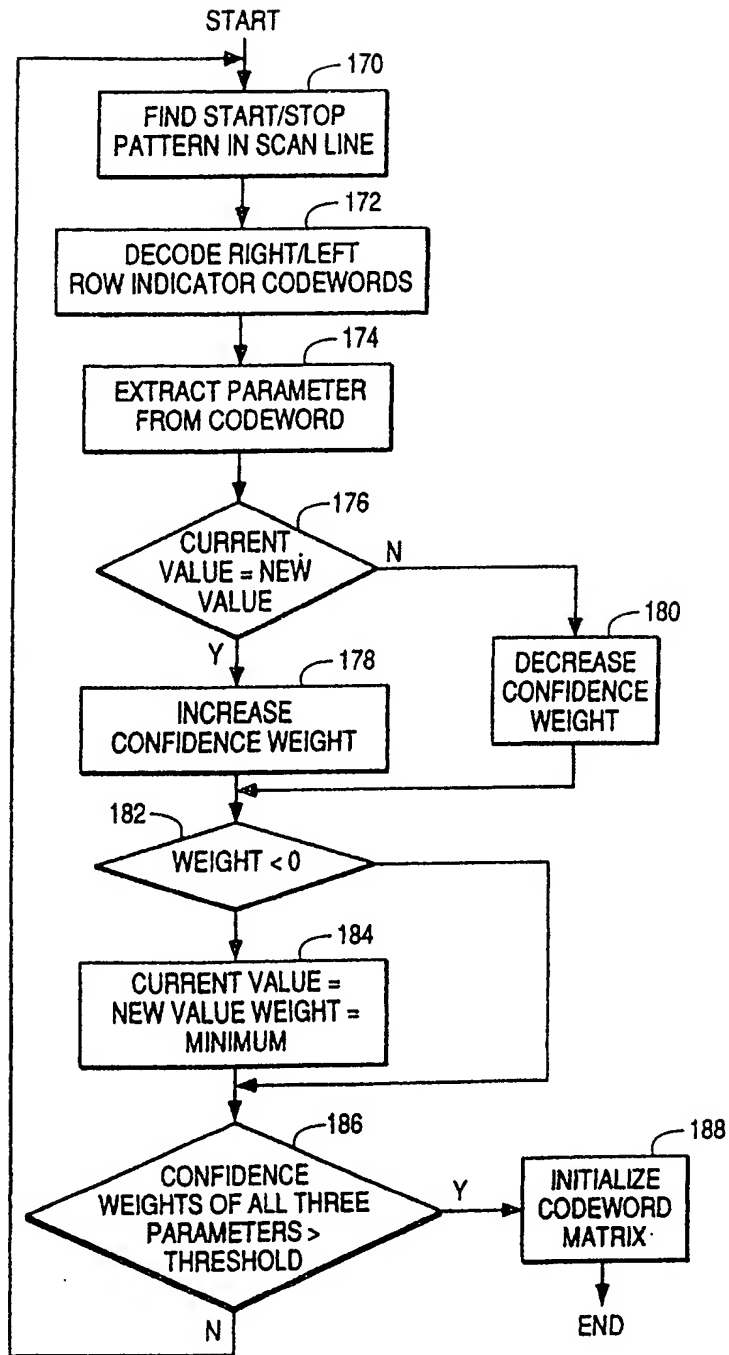 START
170
FIND START/STOP
PATTERN IN SCAN LINE
172
DECODE RIGHT/LEFT
ROW INDICATOR CODEWORDS
174
EXTRACT PARAMETER
FROM CODEWORD
176
CURRENT
VALUE = NEW
VALUE
N
Y
180
DECREASE
CONFIDENCE
WEIGHT
178
INCREASE
CONFIDENCE WEIGHT
182
WEIGHT < 0
184
CURRENT VALUE =
NEW VALUE WEIGHT =
MINIMUM
186
CONFIDENCE
WEIGHTS OF ALL THREE
PARAMETERS >
THRESHOLD
Y
N
188
INITIALIZE
CODEWORD
MATRIX
END